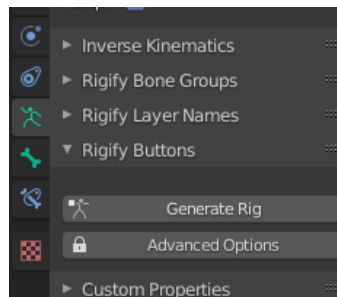 Inverse Kinematics
Rigify Bone Groups
Rigify Layer Names
Rigify Buttons
Generate Rig
Advanced Options
Custom Properties